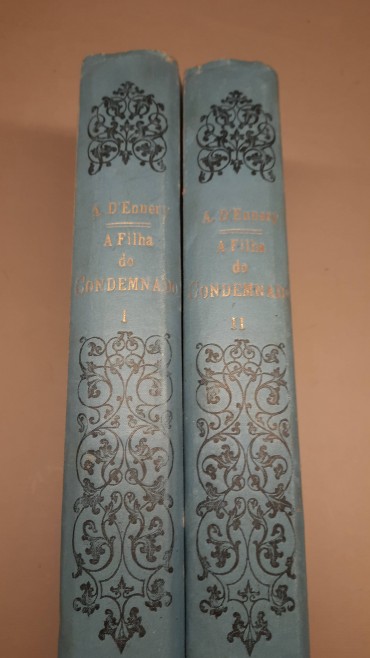 A. D'Ennery
A Filha
do
CONDEMNADO
I
A. D'Ennery
A Filha
do
CONDEMNADO
II